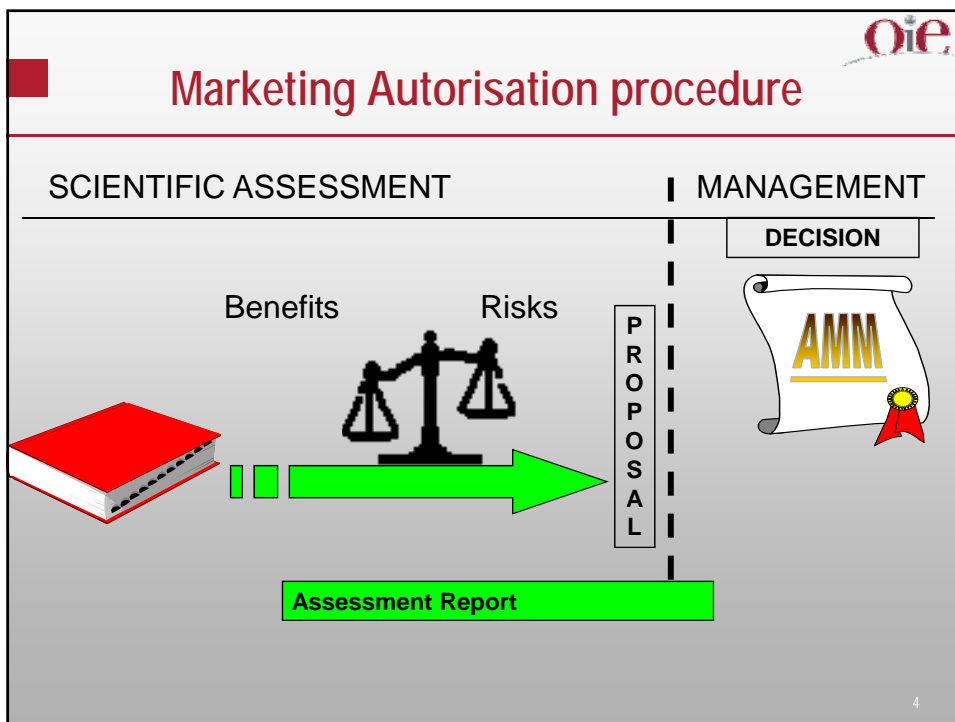 oie
Marketing Autorisation procedure
SCIENTIFIC ASSESSMENT
MANAGEMENT
DECISION
Benefits
Risks
P
R
O
P
O
S
A
L
AMM
Assessment Report
4